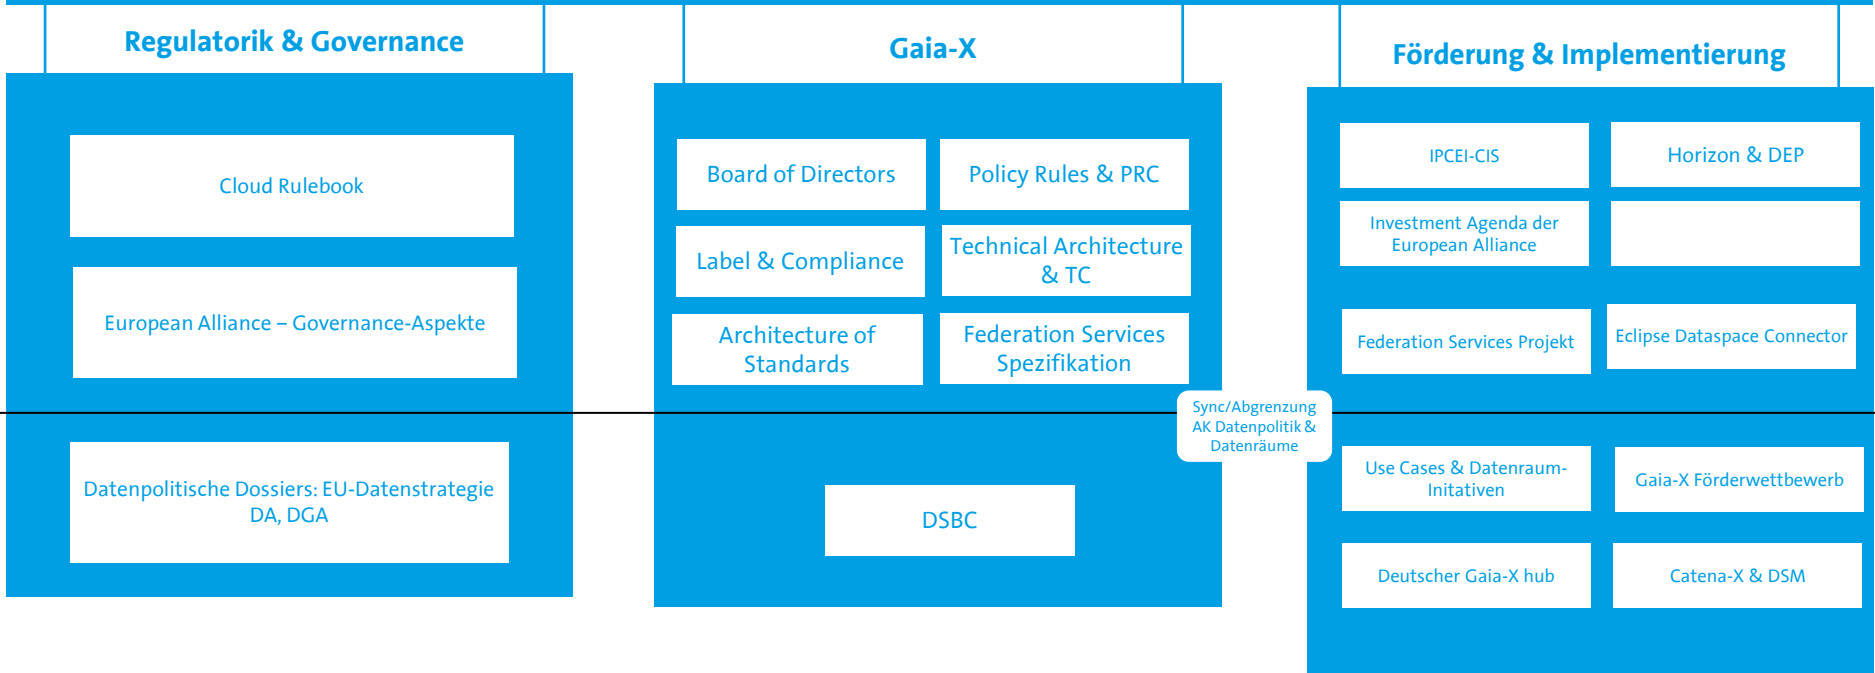 Regulatorik & Governance
Cloud Rulebook
European Alliance – Governance-Aspekte
Datenpolitische Dossiers: EU-Datenstrategie
DA, DGA
Gaia-X
Board of Directors
Policy Rules & PRC
Label & Compliance
Technical Architecture
& TC
Architecture of
Standards
Federation Services
Spezifikation
DSBC
Sync/Abgrenzung
AK Datenpolitik &
Datenräume
Förderung & Implementierung
IPCEI-CIS
Horizon & DEP
Investment Agenda der
European Alliance
Federation Services Projekt
Eclipse Dataspace Connector
Use Cases & Datenraum-
Initativen
Gaia-X Förderwettbewerb
Deutscher Gaia-X hub
Catena-X & DSM